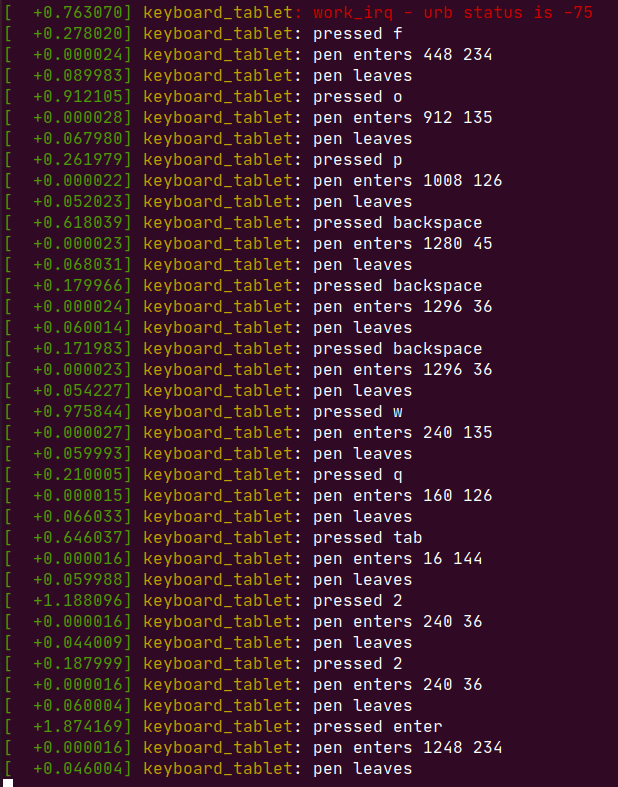 [  +0.763070] keyboard_tablet: work_irq - urb status is -75
[  +0.278020] keyboard_tablet: pressed f
[  +0.000024] keyboard_tablet: pen enters 448 234
[  +0.089983] keyboard_tablet: pen leaves
[  +0.912105] keyboard_tablet: pressed o
[  +0.000028] keyboard_tablet: pen enters 912 135
[  +0.067980] keyboard_tablet: pen leaves
[  +0.261979] keyboard_tablet: pressed p
[  +0.000022] keyboard_tablet: pen enters 1008 126
[  +0.052023] keyboard_tablet: pen leaves
[  +0.618039] keyboard_tablet: pressed backspace
[  +0.000023] keyboard_tablet: pen enters 1280 45
[  +0.068031] keyboard_tablet: pen leaves
[  +0.179966] keyboard_tablet: pressed backspace
[  +0.000024] keyboard_tablet: pen enters 1296 36
[  +0.060014] keyboard_tablet: pen leaves
[  +0.171983] keyboard_tablet: pressed backspace
[  +0.000023] keyboard_tablet: pen enters 1296 36
[  +0.054227] keyboard_tablet: pen leaves
[  +0.975844] keyboard_tablet: pressed w
[  +0.000027] keyboard_tablet: pen enters 240 135
[  +0.059993] keyboard_tablet: pen leaves
[  +0.210005] keyboard_tablet: pressed q
[  +0.000015] keyboard_tablet: pen enters 160 126
[  +0.066033] keyboard_tablet: pen leaves
[  +0.646037] keyboard_tablet: pressed tab
[  +0.000016] keyboard_tablet: pen enters 16 144
[  +0.059988] keyboard_tablet: pen leaves
[  +1.188096] keyboard_tablet: pressed 2
[  +0.000016] keyboard_tablet: pen enters 240 36
[  +0.044009] keyboard_tablet: pen leaves
[  +0.187999] keyboard_tablet: pressed 2
[  +0.000016] keyboard_tablet: pen enters 240 36
[  +0.060004] keyboard_tablet: pen leaves
[  +1.874169] keyboard_tablet: pressed enter
[  +0.000016] keyboard_tablet: pen enters 1248 234
[  +0.046004] keyboard_tablet: pen leaves